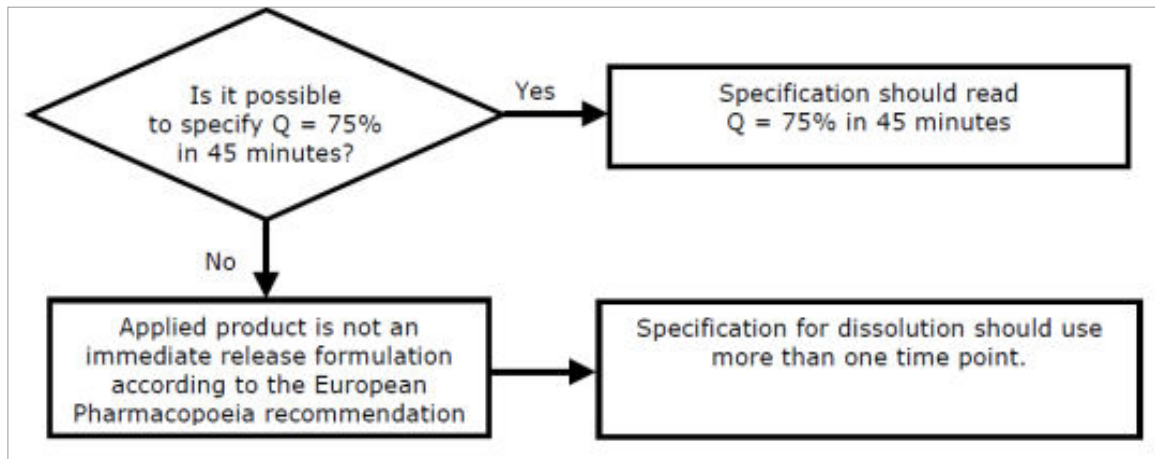 Is it possible
to specify Q = 75%
in 45 minutes?
Yes
Specification should read
Q = 75% in 45 minutes
No
Applied product is not an
immediate release formulation
according to the European
Pharmacopoeia recommendation
Specification for dissolution should use
more than one time point.